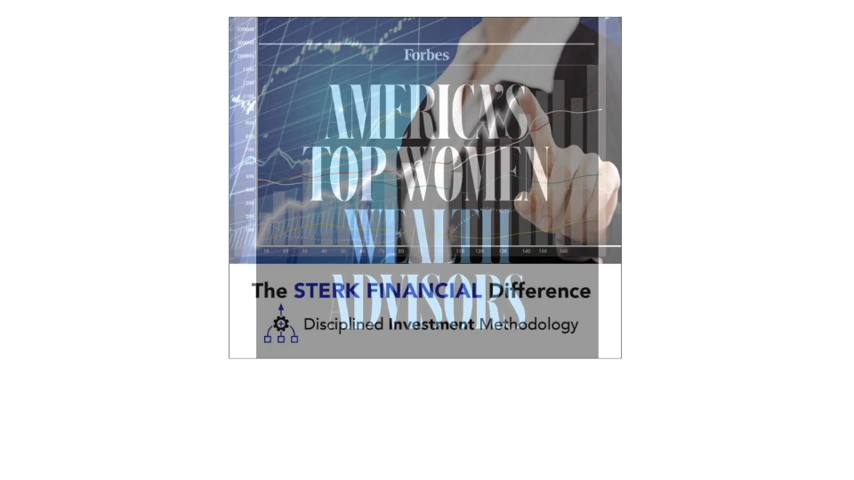 Forbes
AMERICA'S
TOP WOMEN
WEALTH
ADVISORS
The STERK FINANCIAL Difference
Disciplined Investment Methodology